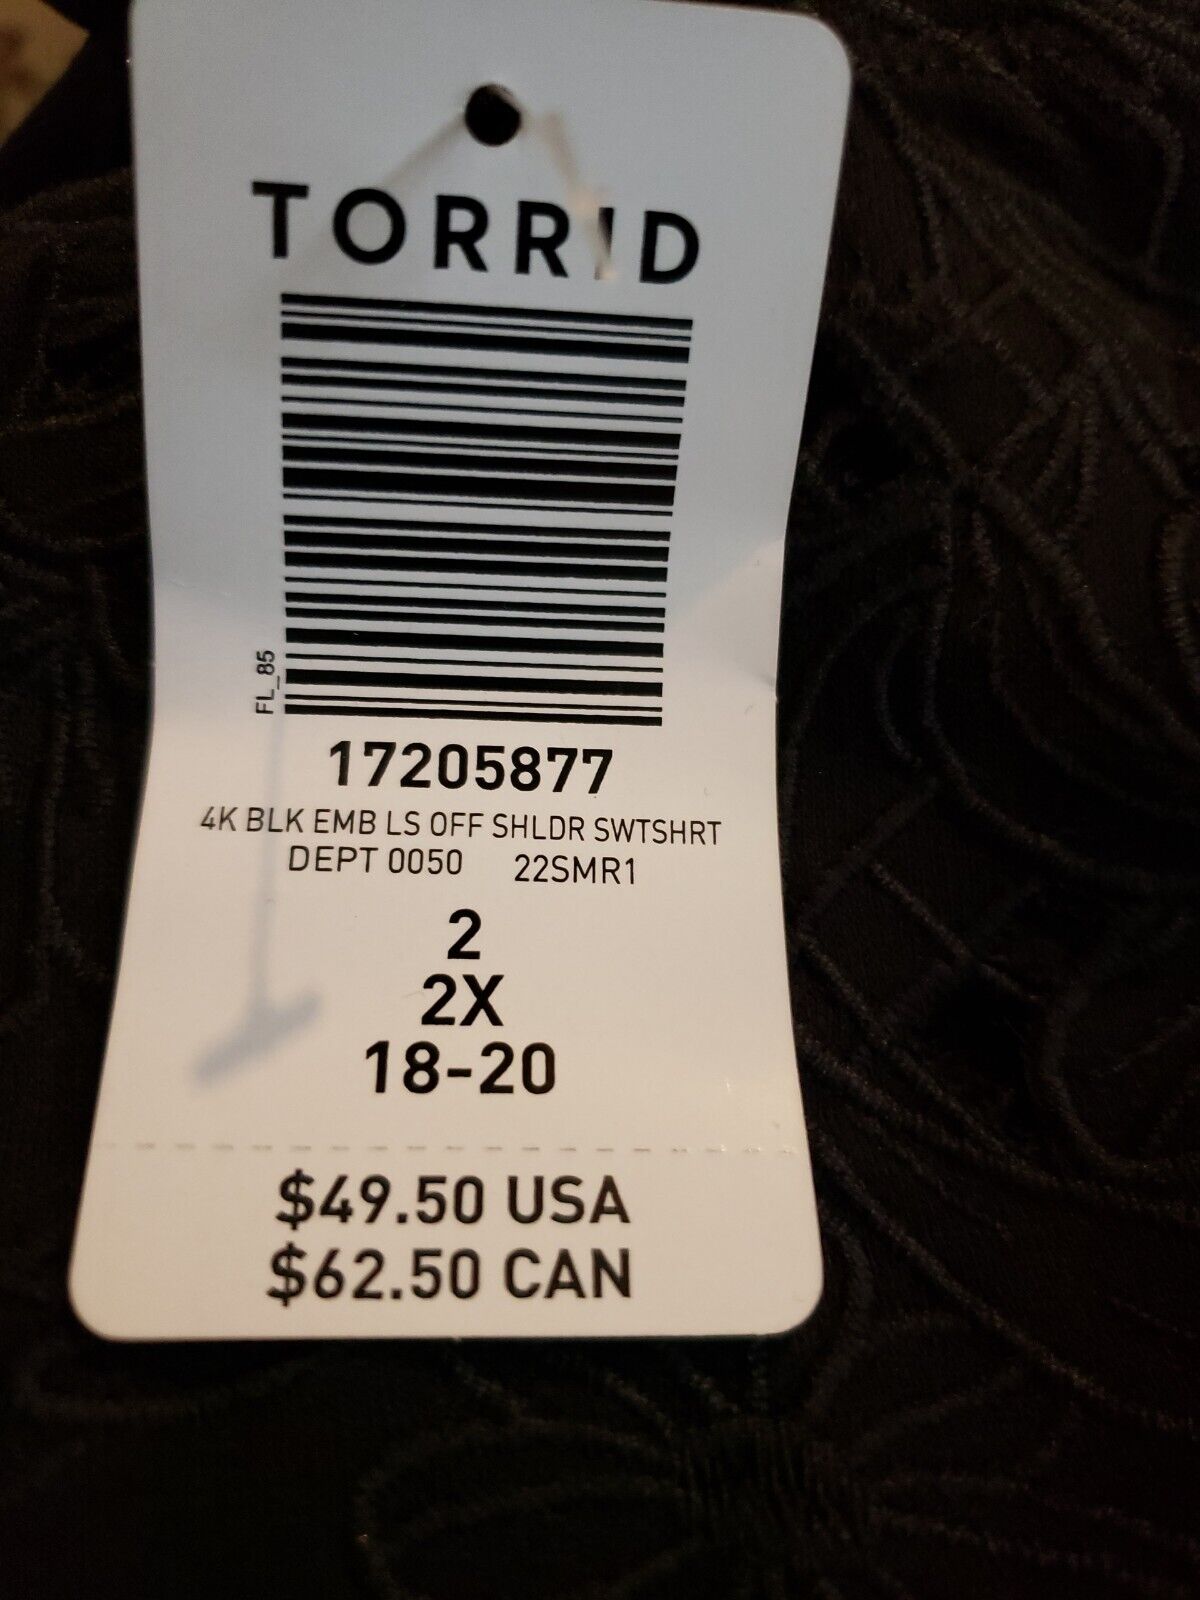 TORRID
FL_85
17205877
4K BLK EMB LS OFF SHLDR SWTSHRT
DEPT 0050 22SMR1
2
2X
18-20
$49.50 USA
$62.50 CAN